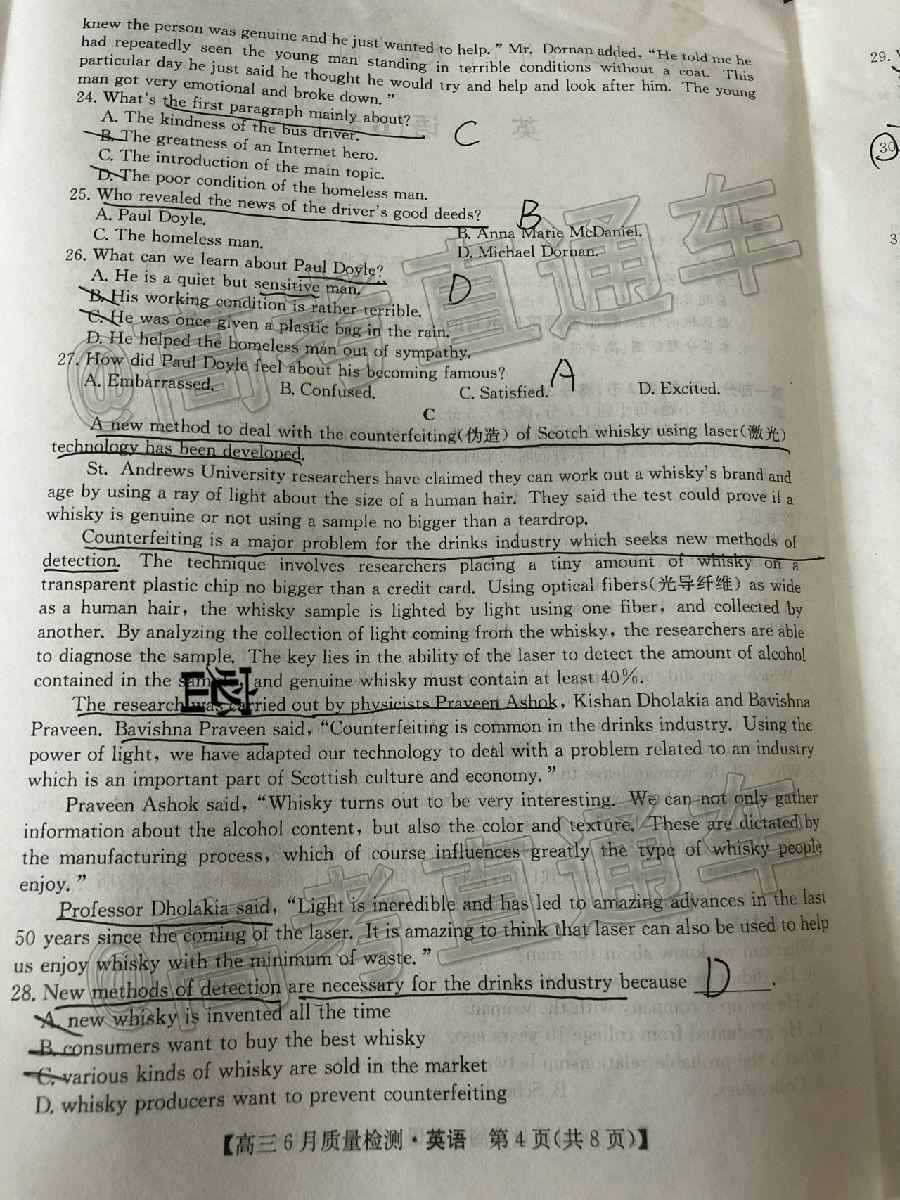 knew the person was genuine and he just wanted to help. ” Mr. Dornan added, “He told me he
had repeatedly seen the young man standing in terrible conditions without a coat. This
particular day he just said he thought he would try and help and look after him. The young
man got very emotional and broke down. ”
24. What's the first paragraph mainly about?
A. The kindness of the bus driver.
C
B. The greatness of an Internet hero.
C. The introduction of the main topic.
D. The poor condition of the homeless man.
25. Who revealed the news of the driver's good deeds?
B
A. Paul Doyle.
B. Anna Marie McDaniel.
C. The homeless man.
D. Michael Dornan.
26. What can we learn about Paul Doyle?
A. He is a quiet but sensitive man.
D
B. His working condition is rather terrible.
C. He was once given a plastic bag in the rain.
D. He helped the homeless man out of sympathy.
27. How did Paul Doyle feel about his becoming famous?
A
A. Embarrassed.
B. Confused.
C. Satisfied.
D. Excited.
C
A new method to deal with the counterfeiting(伪造) of Scotch whisky using laser(激光)
technology has been developed.
St. Andrews University researchers have claimed they can work out a whisky's brand and
age by using a ray of light about the size of a human hair. They said the test could prove if a
whisky is genuine or not using a sample no bigger than a teardrop.
Counterfeiting is a major problem for the drinks industry which seeks new methods of
detection. The technique involves researchers placing a tiny amount of whisky on a
transparent plastic chip no bigger than a credit card. Using optical fibers(光导纤维) as wide
as a human hair, the whisky sample is lighted by light using one fiber, and collected by
another. By analyzing the collection of light coming from the whisky, the researchers are able
to diagnose the sample. The key lies in the ability of the laser to detect the amount of alcohol
contained in the sample, and genuine whisky must contain at least 40%.
The research was carried out by physicists Praveen Ashok, Kishan Dholakia and Bavishna
Praveen. Bavishna Praveen said, “Counterfeiting is common in the drinks industry. Using the
power of light, we have adapted our technology to deal with a problem related to an industry
which is an important part of Scottish culture and economy. ”
Praveen Ashok said, “Whisky turns out to be very interesting. We can not only gather
information about the alcohol content, but also the color and texture. These are dictated by
the manufacturing process, which of course influences greatly the type of whisky people
enjoy. ”
Professor Dholakia said, “Light is incredible and has led to amazing advances in the last
50 years since the coming of the laser. It is amazing to think that laser can also be used to help
us enjoy whisky with the minimum of waste. ”
28. New methods of detection are necessary for the drinks industry because ______.
D
A. new whisky is invented all the time
B. consumers want to buy the best whisky
C. various kinds of whisky are sold in the market
D. whisky producers want to prevent counterfeiting
【高三6月质量检测·英语 第4页(共8页)】
@高考直通车
@高考直通车
29.
30
3